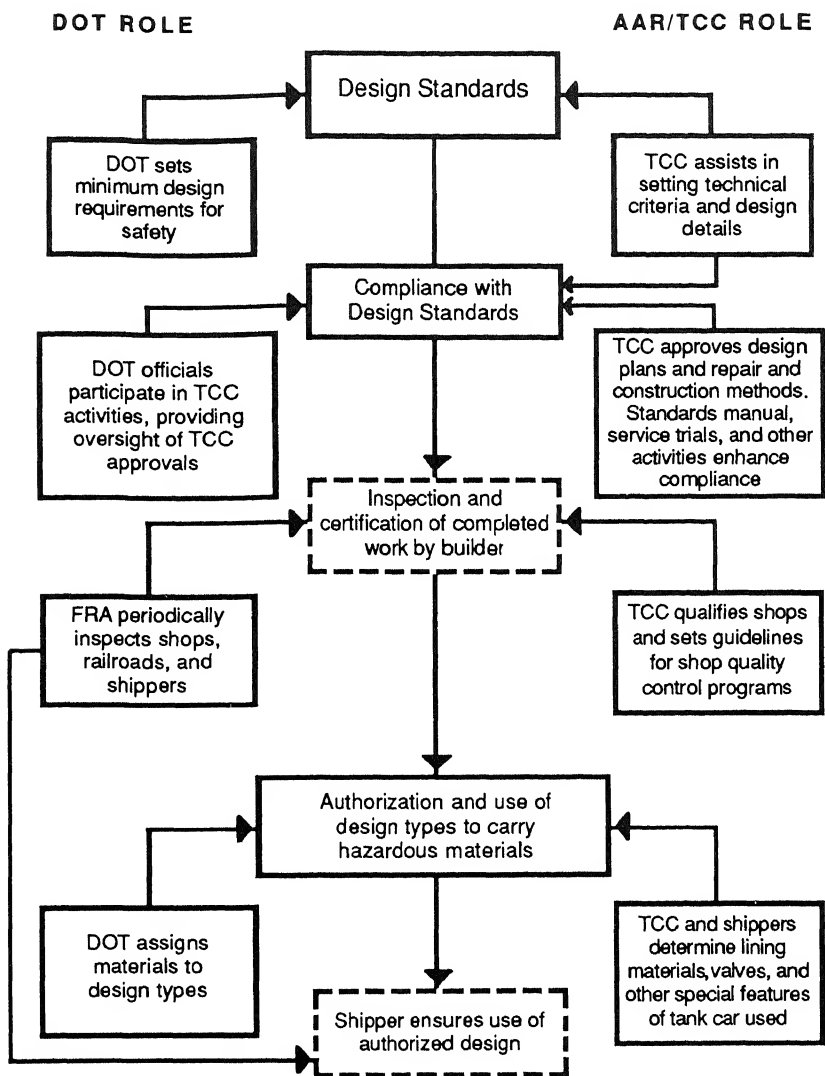 DOT ROLE
AAR/TCC ROLE
Design Standards
DOT sets
minimum design
requirements for
safety
TCC assists in
setting technical
criteria and design
details
Compliance with
Design Standards
DOT officials
participate in TCC
activities, providing
oversight of TCC
approvals
TCC approves design
plans and repair and
construction methods.
Standards manual,
service trials, and other
activities enhance
compliance
Inspection and
certification of completed
work by builder
FRA periodically
inspects shops,
railroads, and
shippers
TCC qualifies shops
and sets guidelines
for shop quality
control programs
Authorization and use of
design types to carry
hazardous materials
DOT assigns
materials to
design types
TCC and shippers
determine lining
materials, valves, and
other special features
of tank car used
Shipper ensures use of
authorized design